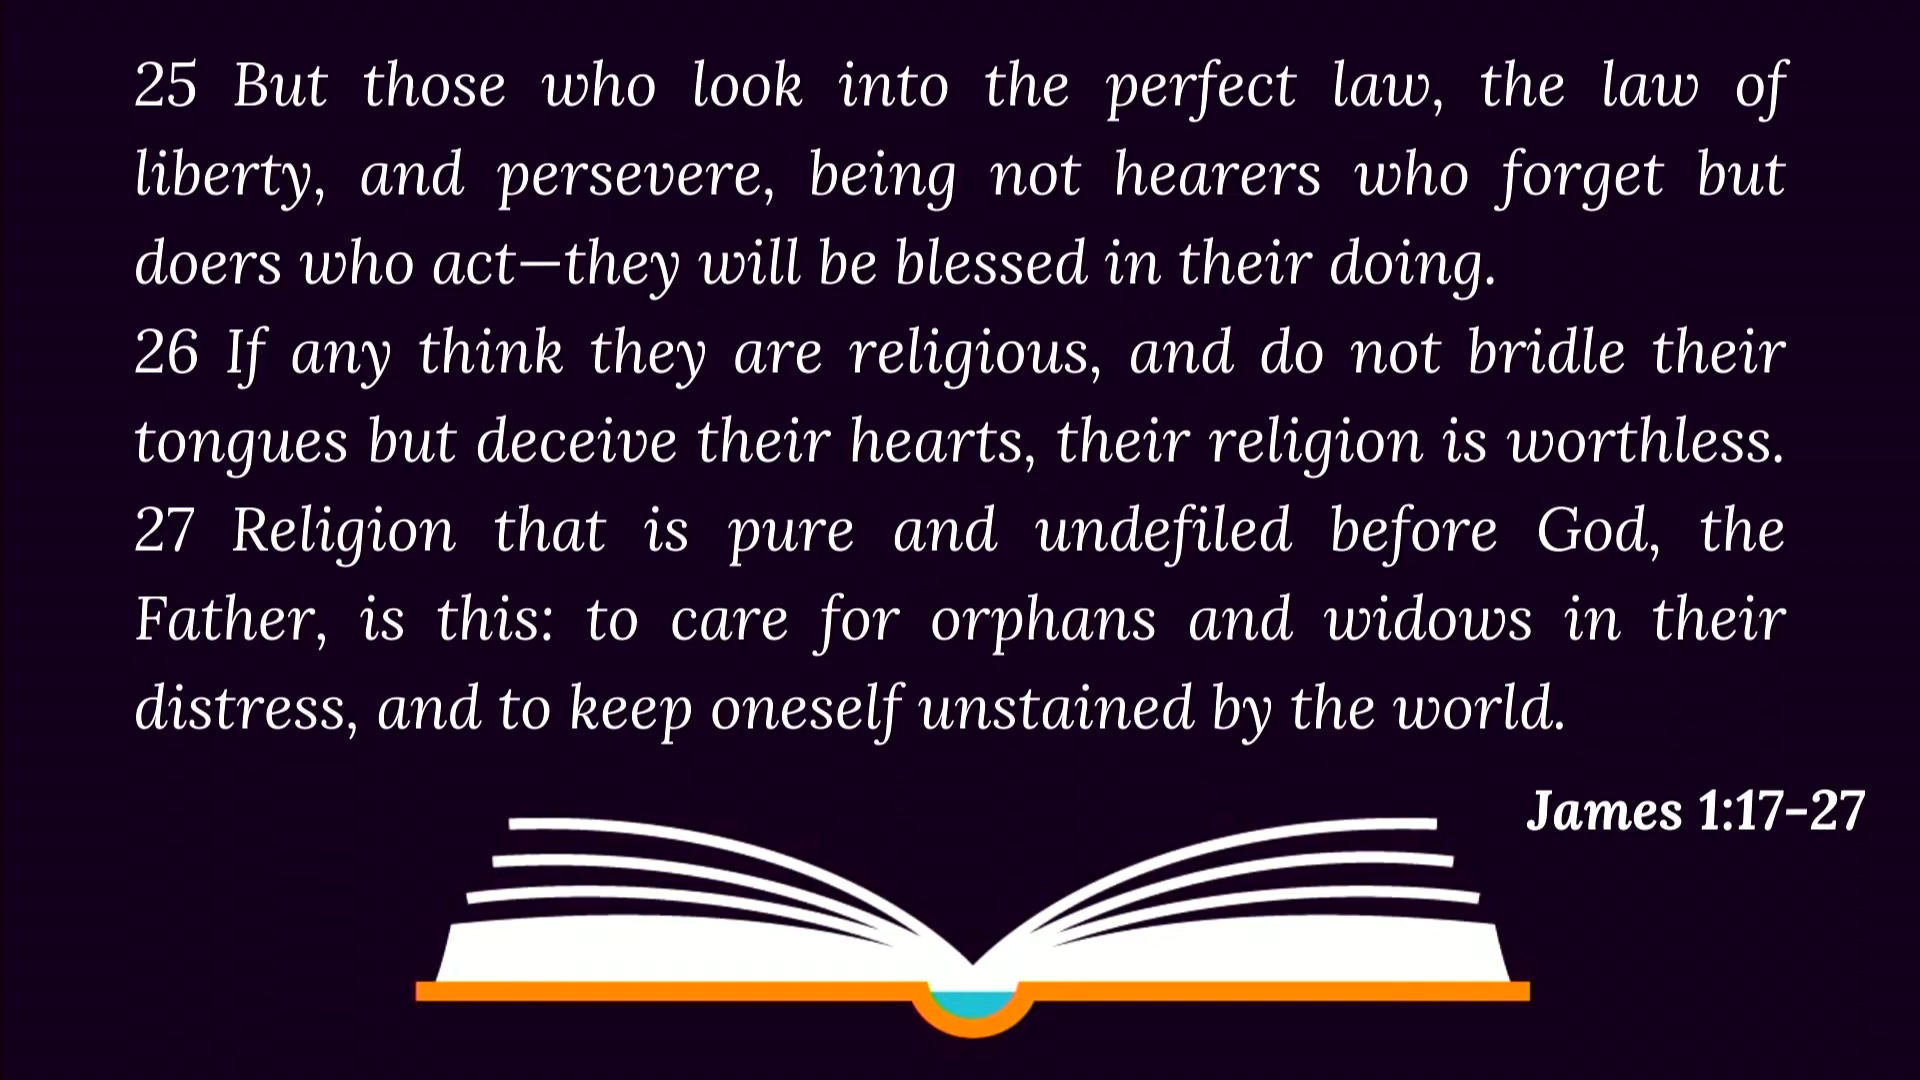 25 But those who look into the perfect law, the law of
liberty, and persevere, being not hearers who forget but
doers who act—they will be blessed in their doing.
26 If any think they are religious, and do not bridle their
tongues but deceive their hearts, their religion is worthless.
27 Religion that is pure and undefiled before God, the
Father, is this: to care for orphans and widows in their
distress, and to keep oneself unstained by the world.
James 1:17–27